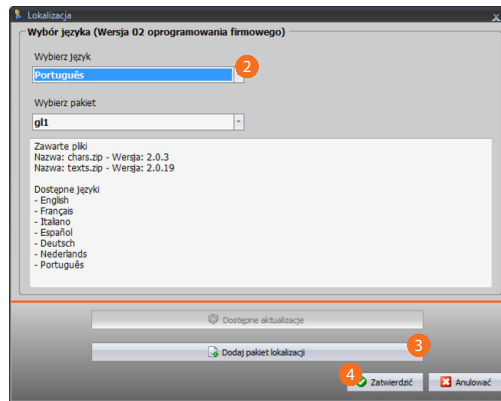 Lokalizacja
x
Wybór języka (Wersja 02 oprogramowania firmowego)
Wybierz język
Português
2
Wybierz pakiet
gl1
Zawarte pliki
Nazwa: chars.zip - Wersja: 2.0.3
Nazwa: texts.zip - Wersja: 2.0.19
Dostępne języki
- English
- Français
- Italiano
- Español
- Deutsch
- Nederlands
- Português
Dostępne aktualizacje
Dodaj pakiet lokalizacji
3
4
Zatwierdzić
Anulować